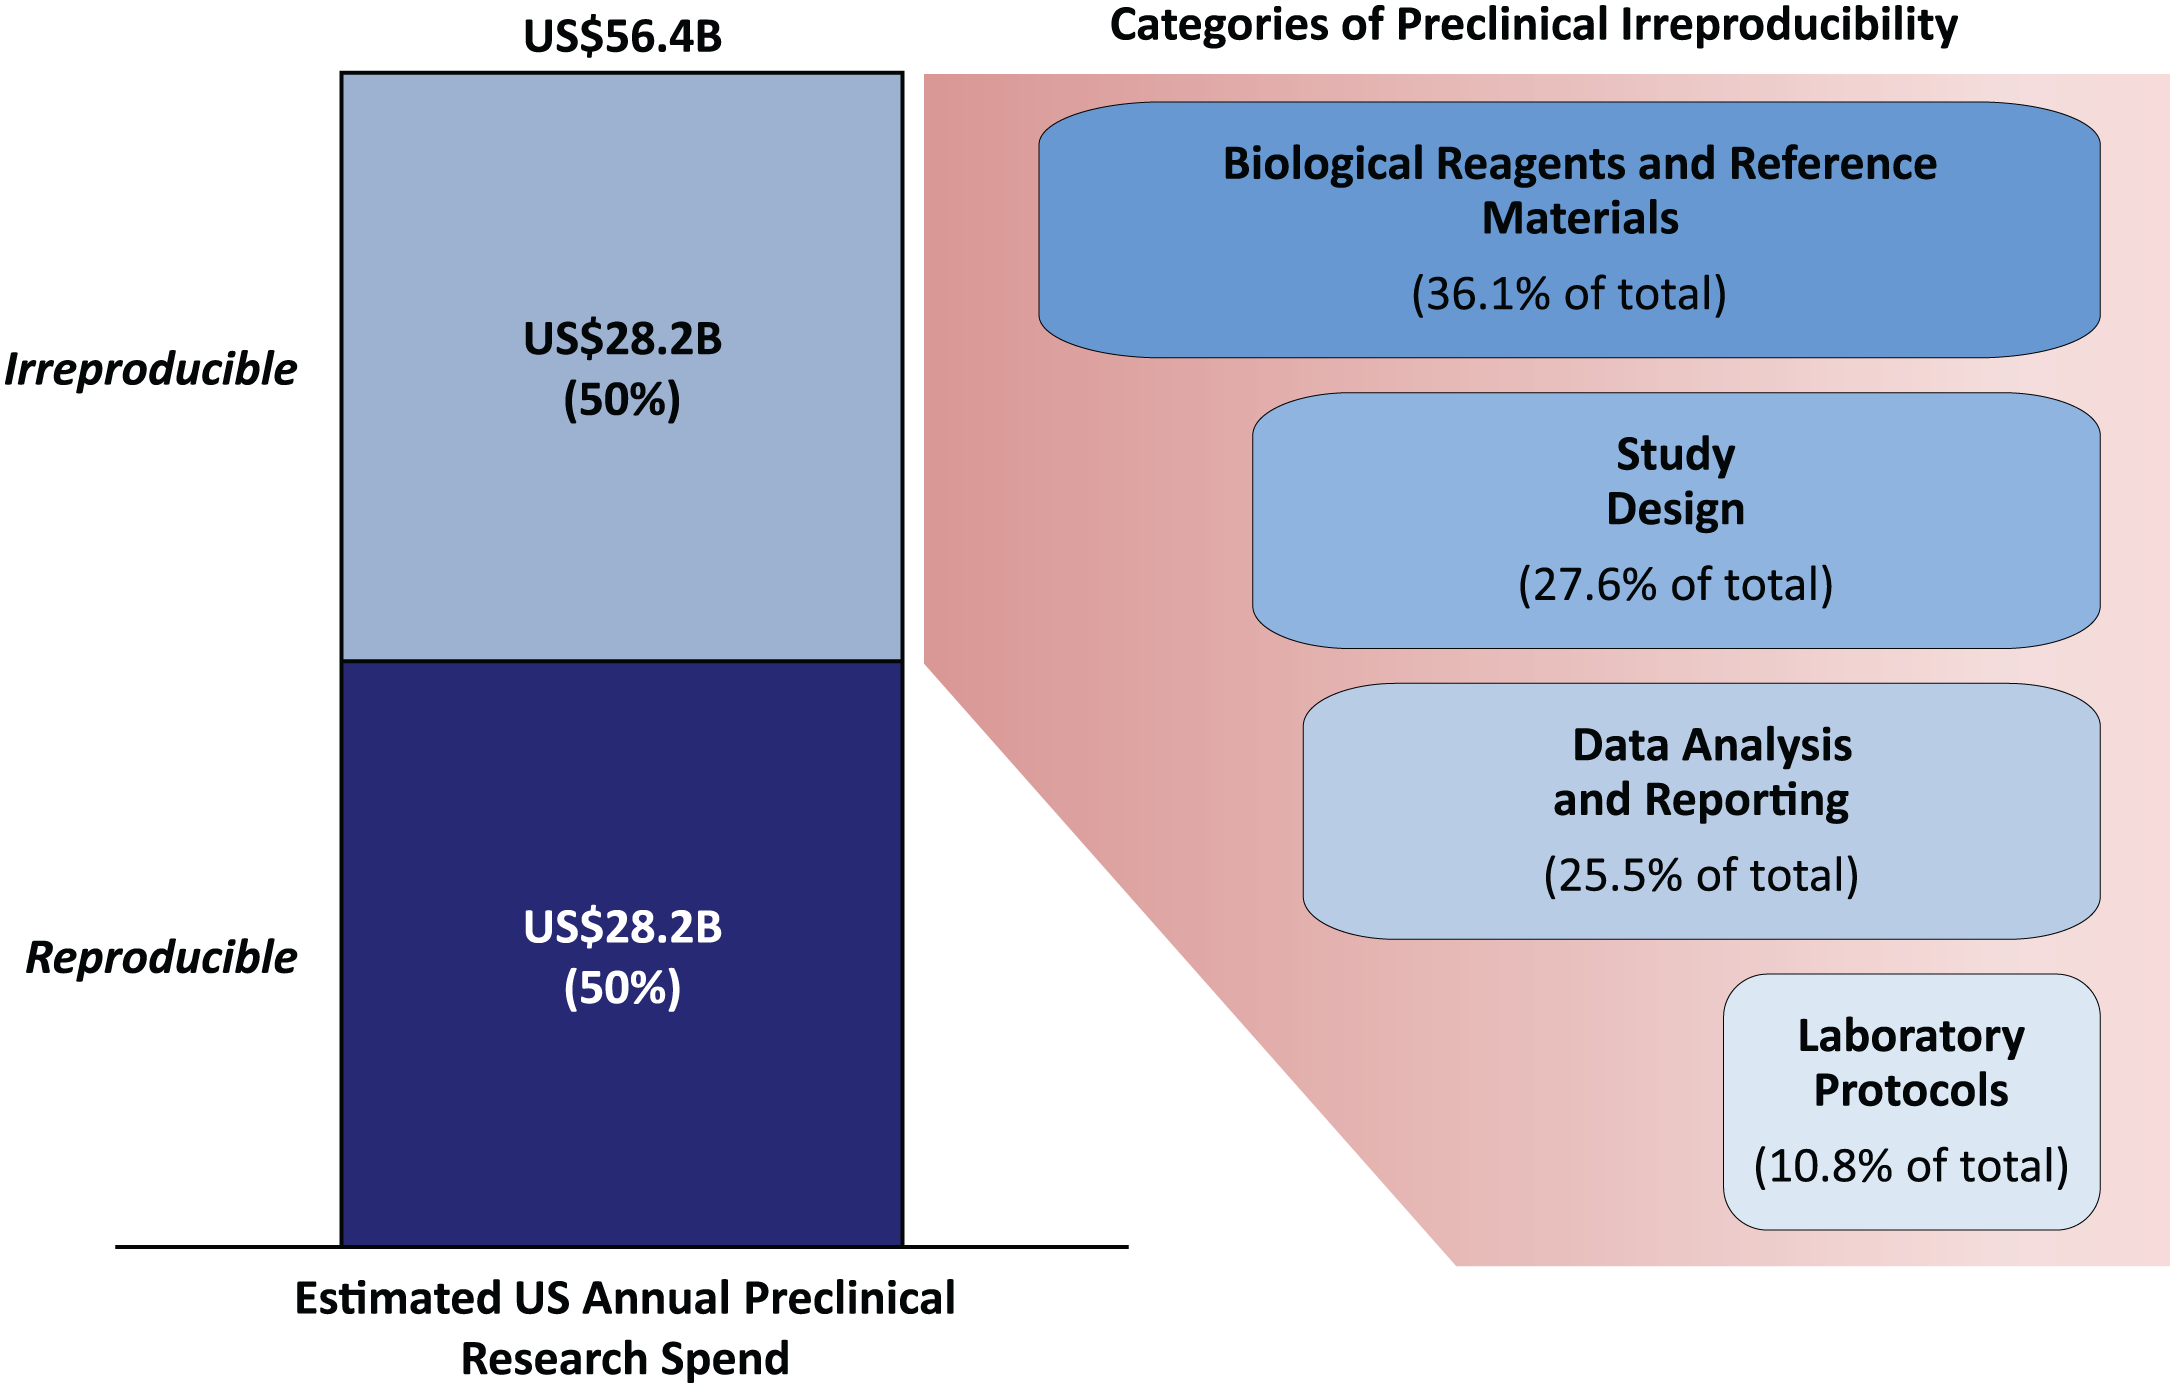 US$56.4B
Irreproducible
US$28.2B
(50%)
Reproducible
US$28.2B
(50%)
Estimated US Annual Preclinical
Research Spend
Categories of Preclinical Irreproducibility
Biological Reagents and Reference
Materials
(36.1% of total)
Study
Design
(27.6% of total)
Data Analysis
and Reporting
(25.5% of total)
Laboratory
Protocols
(10.8% of total)